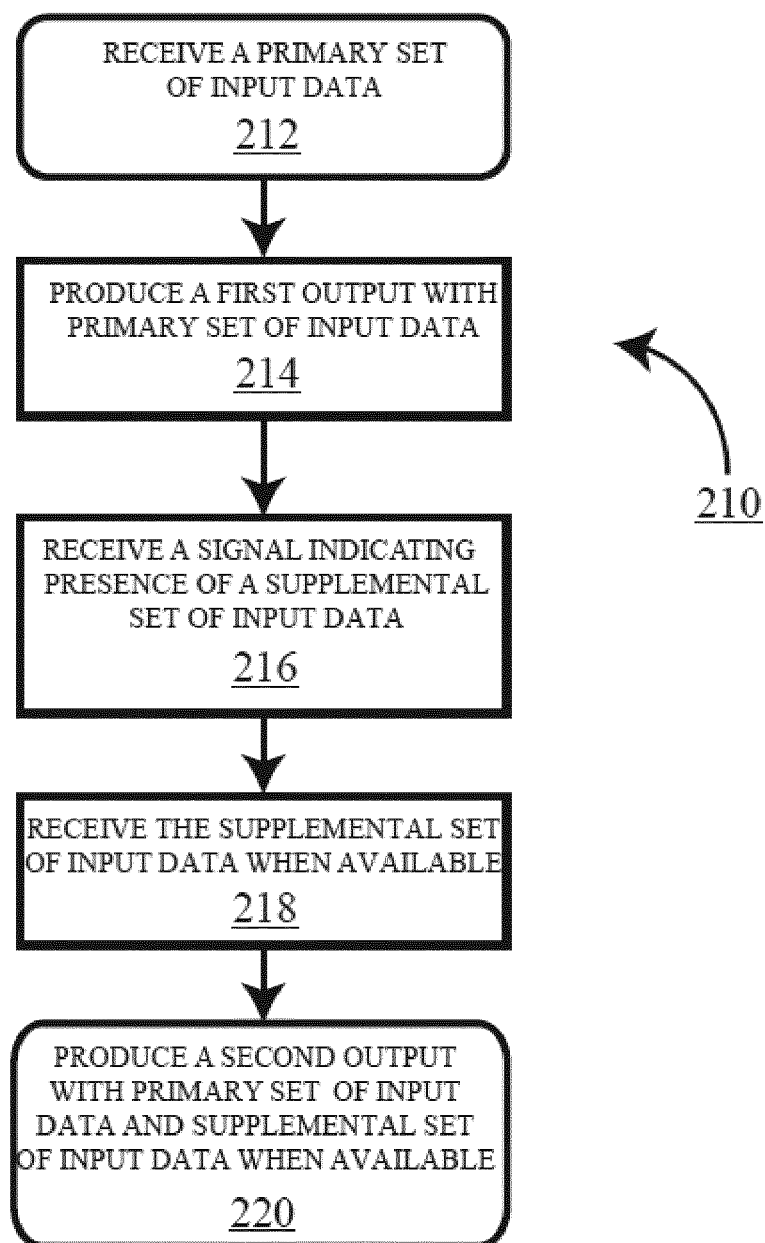 RECEIVE A PRIMARY SET
OF INPUT DATA
212
PRODUCE A FIRST OUTPUT WITH
PRIMARY SET OF INPUT DATA
214
210
RECEIVE A SIGNAL INDICATING
PRESENCE OF A SUPPLEMENTAL
SET OF INPUT DATA
216
RECEIVE THE SUPPLEMENTAL SET
OF INPUT DATA WHEN AVAILABLE
218
PRODUCE A SECOND OUTPUT
WITH PRIMARY SET OF INPUT
DATA AND SUPPLEMENTAL SET
OF INPUT DATA WHEN AVAILABLE
220